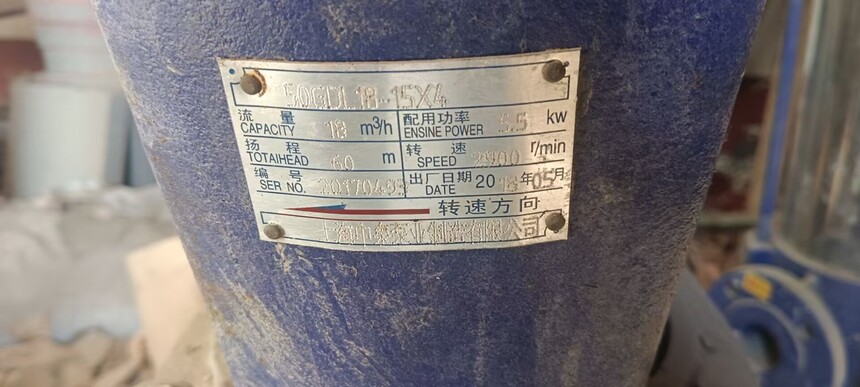 50GDL18-15X4
流量 CAPACITY 18 m³/h 配用功率 ENGINE POWER 5.5 kw
扬程 TOTAIHEAD 60 m 转速 SPEED 2900 r/min
编号 SER NO. 出厂日期 DATE 20 年 05 月
转速方向